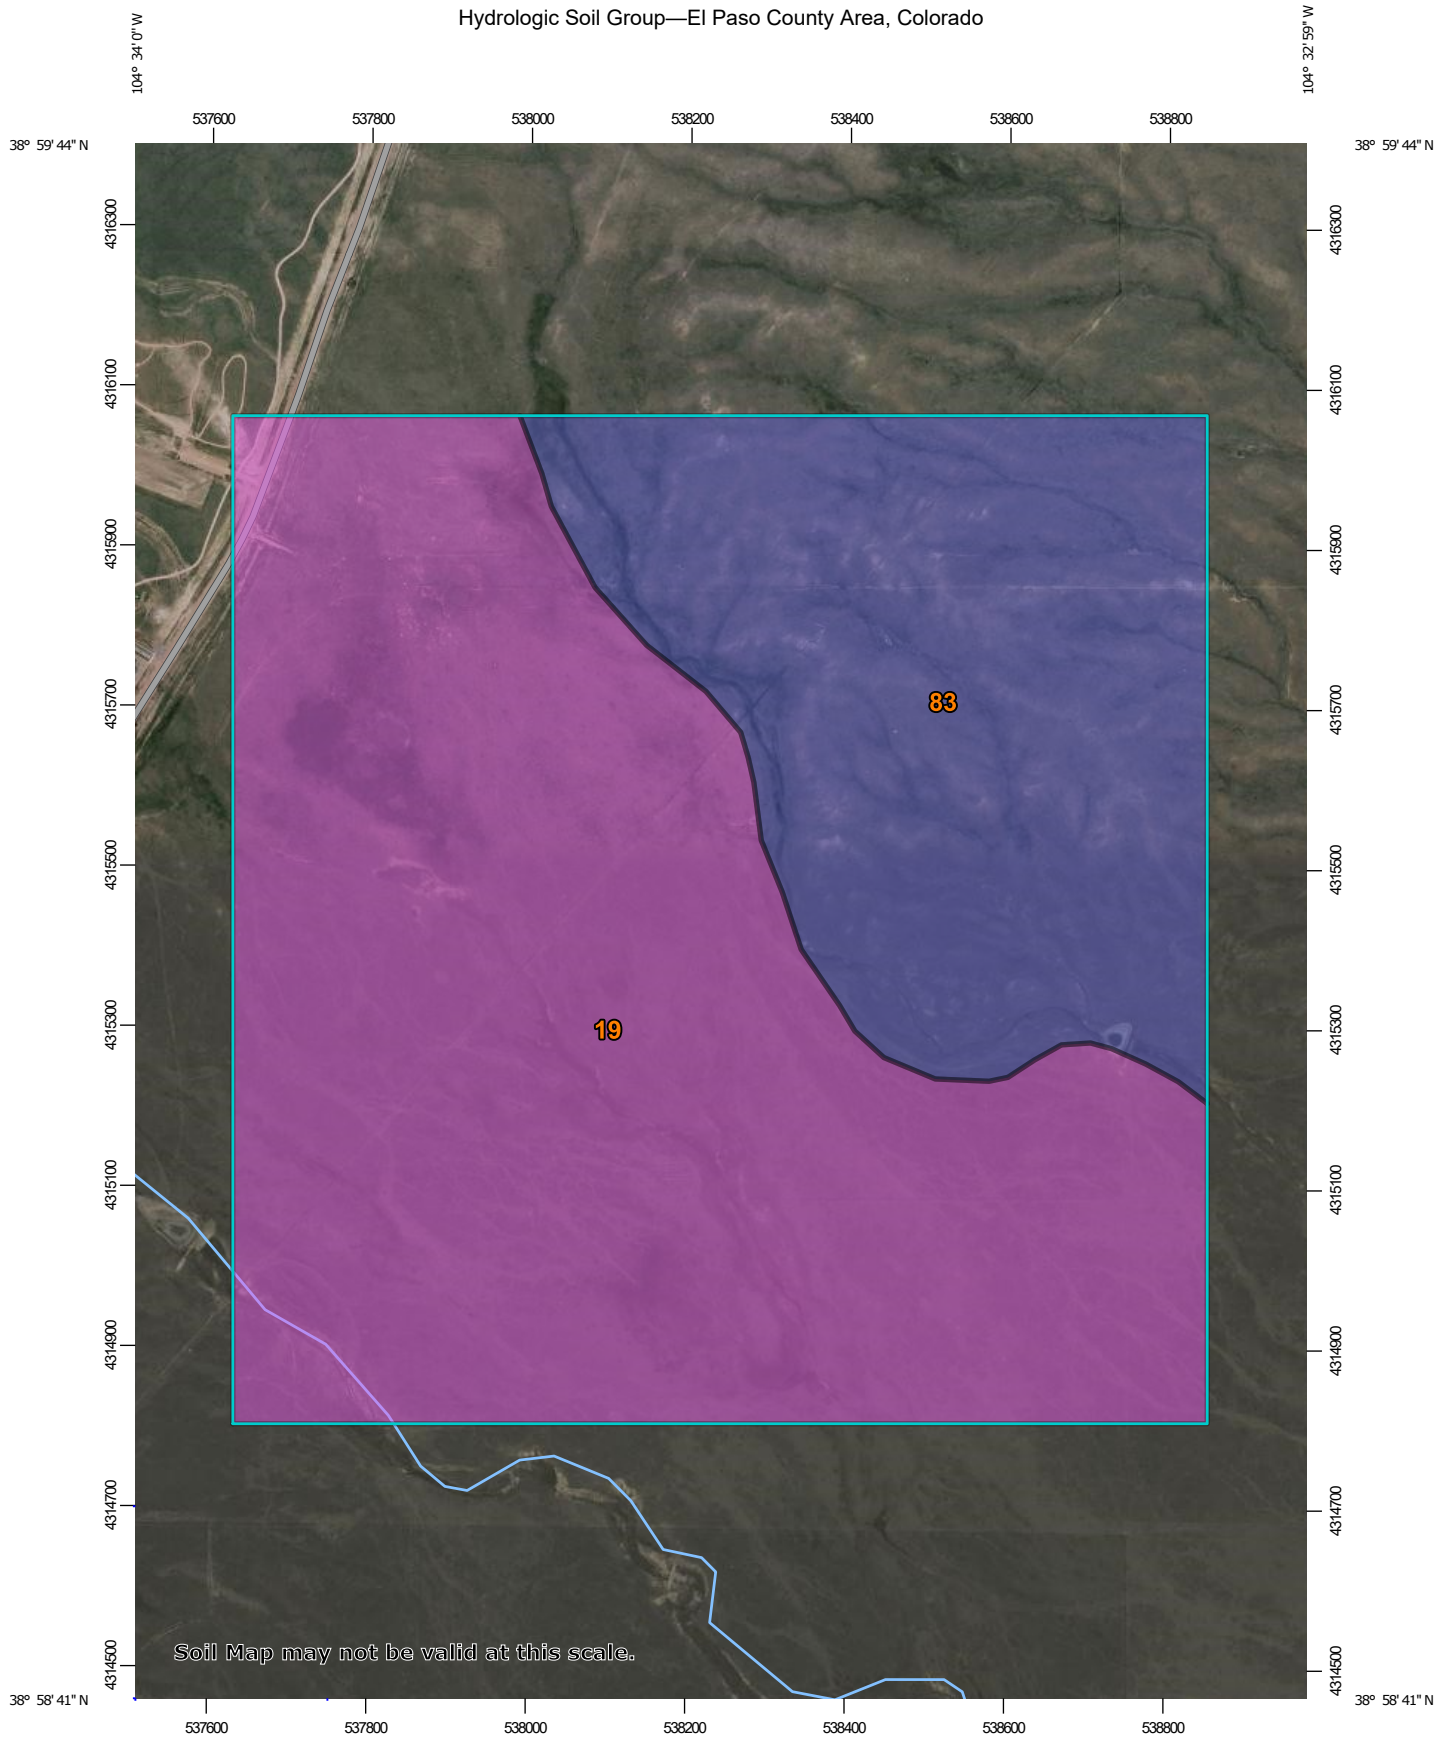 Hydrologic Soil Group—El Paso County Area, Colorado
104° 34' 0'' W
104° 32' 59'' W
537600 537800 538000 538200 538400 538600 538800
38° 59' 44'' N
38° 59' 44'' N
4316300
4316300
4316100
4316100
4315900
4315900
4315700
4315700
83
4315500
4315500
4315300
4315300
19
4315100
4315100
4314900
4314900
4314700
4314700
Soil Map may not be valid at this scale.
4314500
4314500
38° 58' 41'' N
38° 58' 41'' N
537600 537800 538000 538200 538400 538600 538800